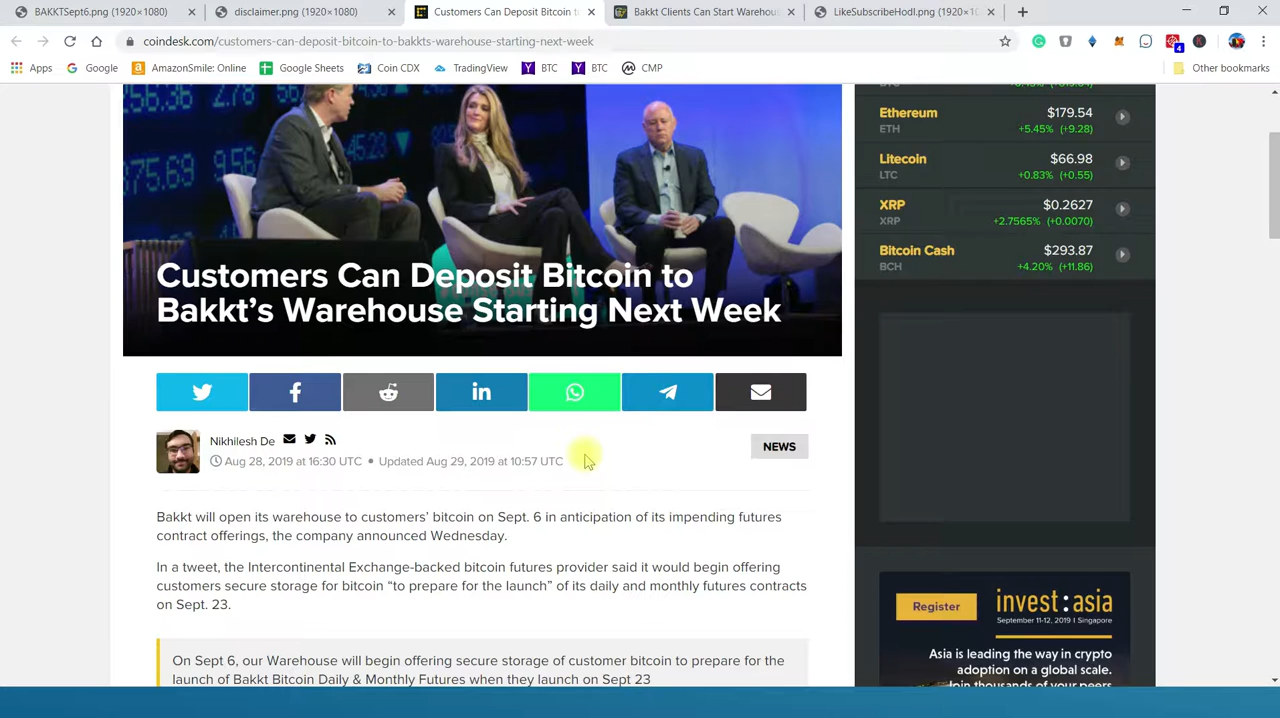 BAKKTSept6.png (1920×1080)
disclaimer.png (1920×1080)
Customers Can Deposit Bitcoin t
Bakkt Clients Can Start Warehou
LikeSubscribeHodl.png (1920×1
coindesk.com/customers-can-deposit-bitcoin-to-bakkts-warehouse-starting-next-week
4
Apps
Google
AmazonSmile: Online
Google Sheets
Coin CDX
TradingView
BTC
BTC
CMP
Other bookmarks
Customers Can Deposit Bitcoin to
Bakkt’s Warehouse Starting Next Week
Nikhilesh De
Aug 28, 2019 at 16:30 UTC • Updated Aug 29, 2019 at 10:57 UTC
NEWS
Bakkt will open its warehouse to customers’ bitcoin on Sept. 6 in anticipation of its impending futures
contract offerings, the company announced Wednesday.
In a tweet, the Intercontinental Exchange-backed bitcoin futures provider said it would begin offering
customers secure storage for bitcoin “to prepare for the launch” of its daily and monthly futures contracts
on Sept. 23.
On Sept 6, our Warehouse will begin offering secure storage of customer bitcoin to prepare for the
launch of Bakkt Bitcoin Daily & Monthly Futures when they launch on Sept 23
Ethereum $179.54
ETH +5.45% (+9.28)
Litecoin $66.98
LTC +0.83% (+0.55)
XRP $0.2627
XRP +2.7565% (+0.0070)
Bitcoin Cash $293.87
BCH +4.20% (+11.86)
Register
invest:asia
September 11-12, 2019 | Singapore
Asia is leading the way in crypto
adoption on a global scale.
Join thousands of your peers